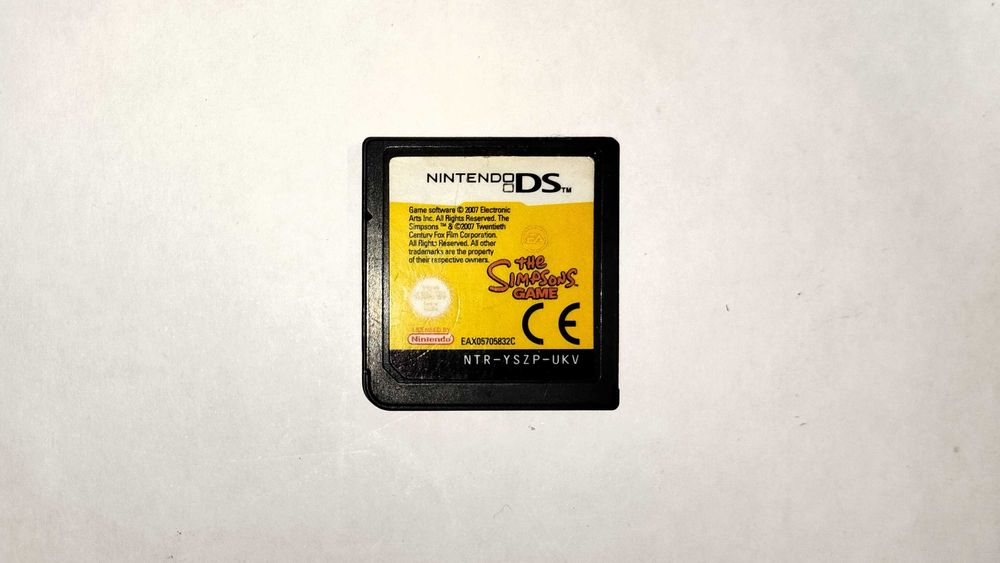 NINTENDO DS™
Game software © 2007 Electronic
Arts Inc. All Rights Reserved. The
Simpsons ™ & ©2007 Twentieth
Century Fox Film Corporation.
All Rights Reserved. All other
trademarks are the property
of their respective owners.
EA
THE
SIMPSONS™
GAME
CE
LICENSED BY
Nintendo
EAX05705832C
NTR-YSZP-UKV